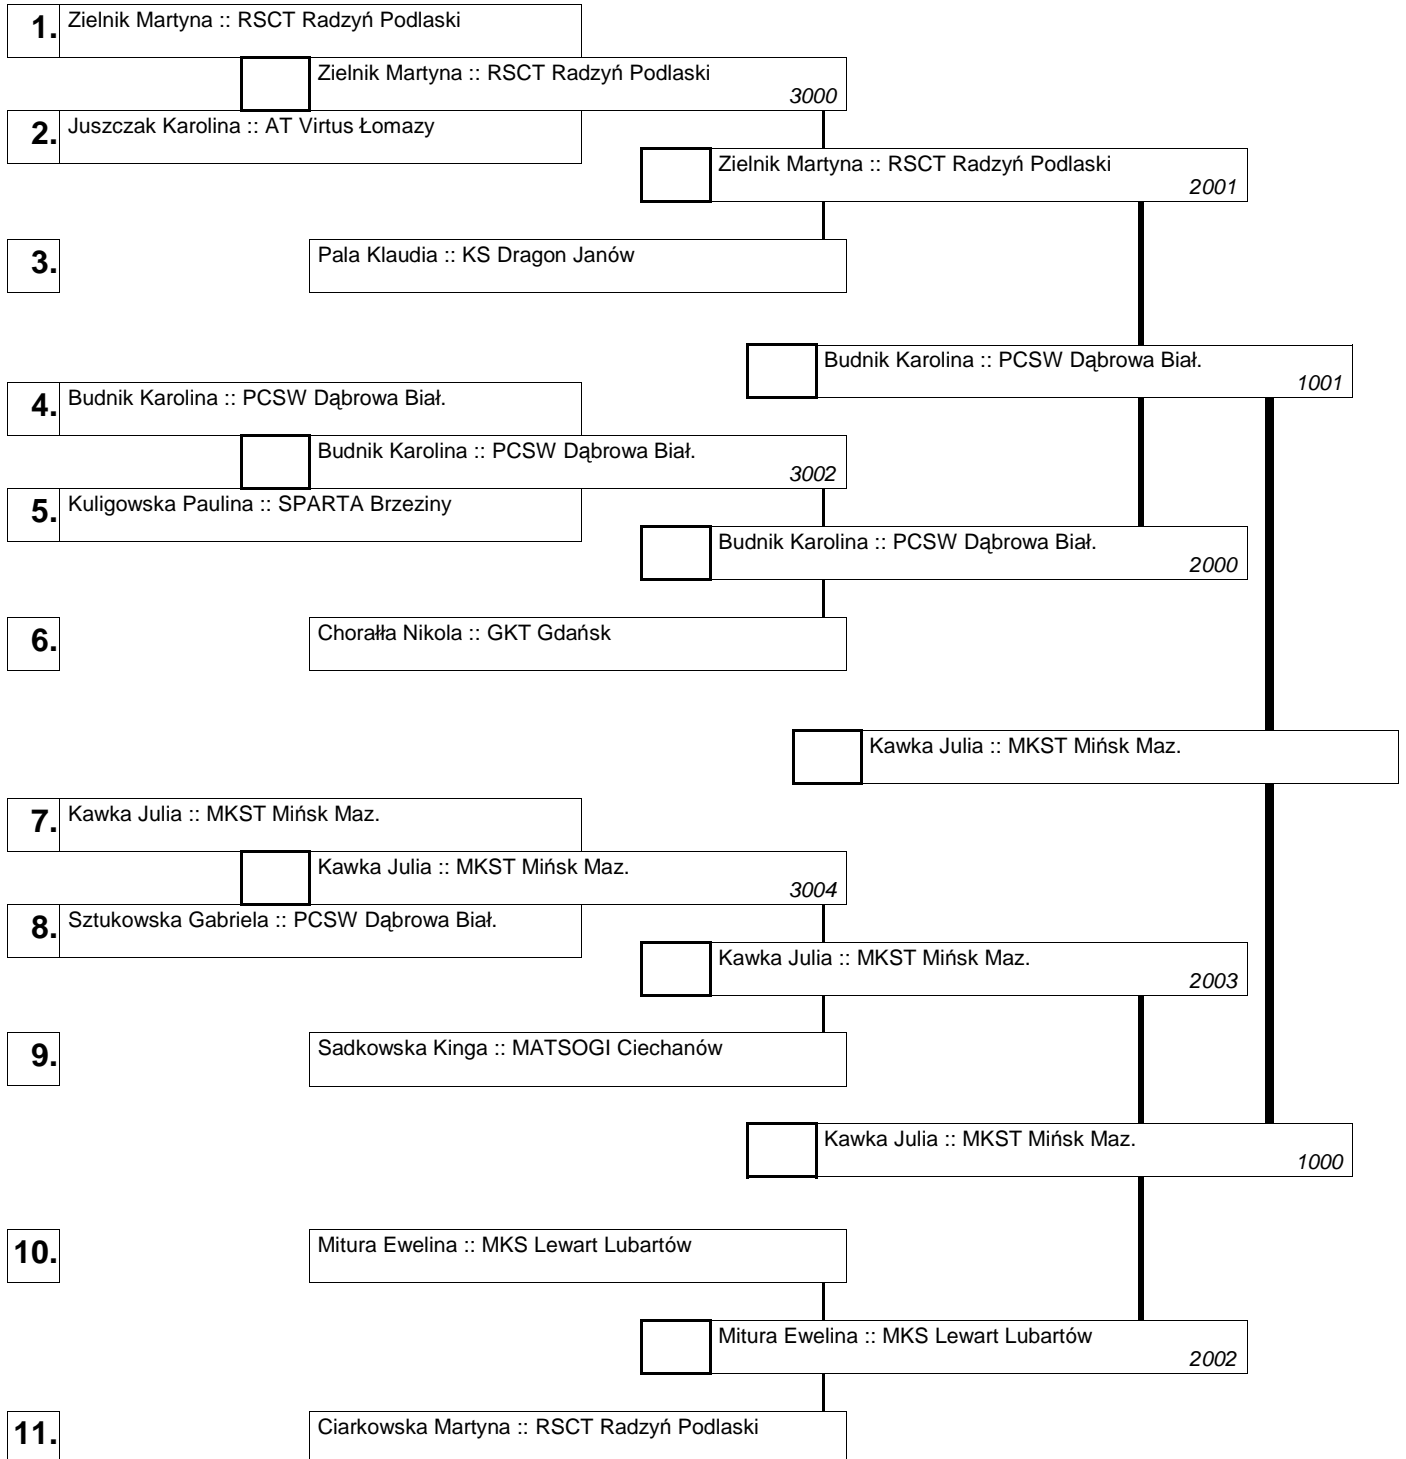 1. Zielnik Martyna :: RSCT Radzyń Podlaski
Zielnik Martyna :: RSCT Radzyń Podlaski
3000
2. Juszczak Karolina :: AT Virtus Łomazy
Zielnik Martyna :: RSCT Radzyń Podlaski
2001
3. Pala Klaudia :: KS Dragon Janów
Budnik Karolina :: PCSW Dąbrowa Biał.
1001
4. Budnik Karolina :: PCSW Dąbrowa Biał.
Budnik Karolina :: PCSW Dąbrowa Biał.
3002
5. Kuligowska Paulina :: SPARTA Brzeziny
Budnik Karolina :: PCSW Dąbrowa Biał.
2000
6. Chorałła Nikola :: GKT Gdańsk
Kawka Julia :: MKST Mińsk Maz.
7. Kawka Julia :: MKST Mińsk Maz.
Kawka Julia :: MKST Mińsk Maz.
3004
8. Sztukowska Gabriela :: PCSW Dąbrowa Biał.
Kawka Julia :: MKST Mińsk Maz.
2003
9. Sadkowska Kinga :: MATSOGI Ciechanów
Kawka Julia :: MKST Mińsk Maz.
1000
10. Mitura Ewelina :: MKS Lewart Lubartów
Mitura Ewelina :: MKS Lewart Lubartów
2002
11. Ciarkowska Martyna :: RSCT Radzyń Podlaski